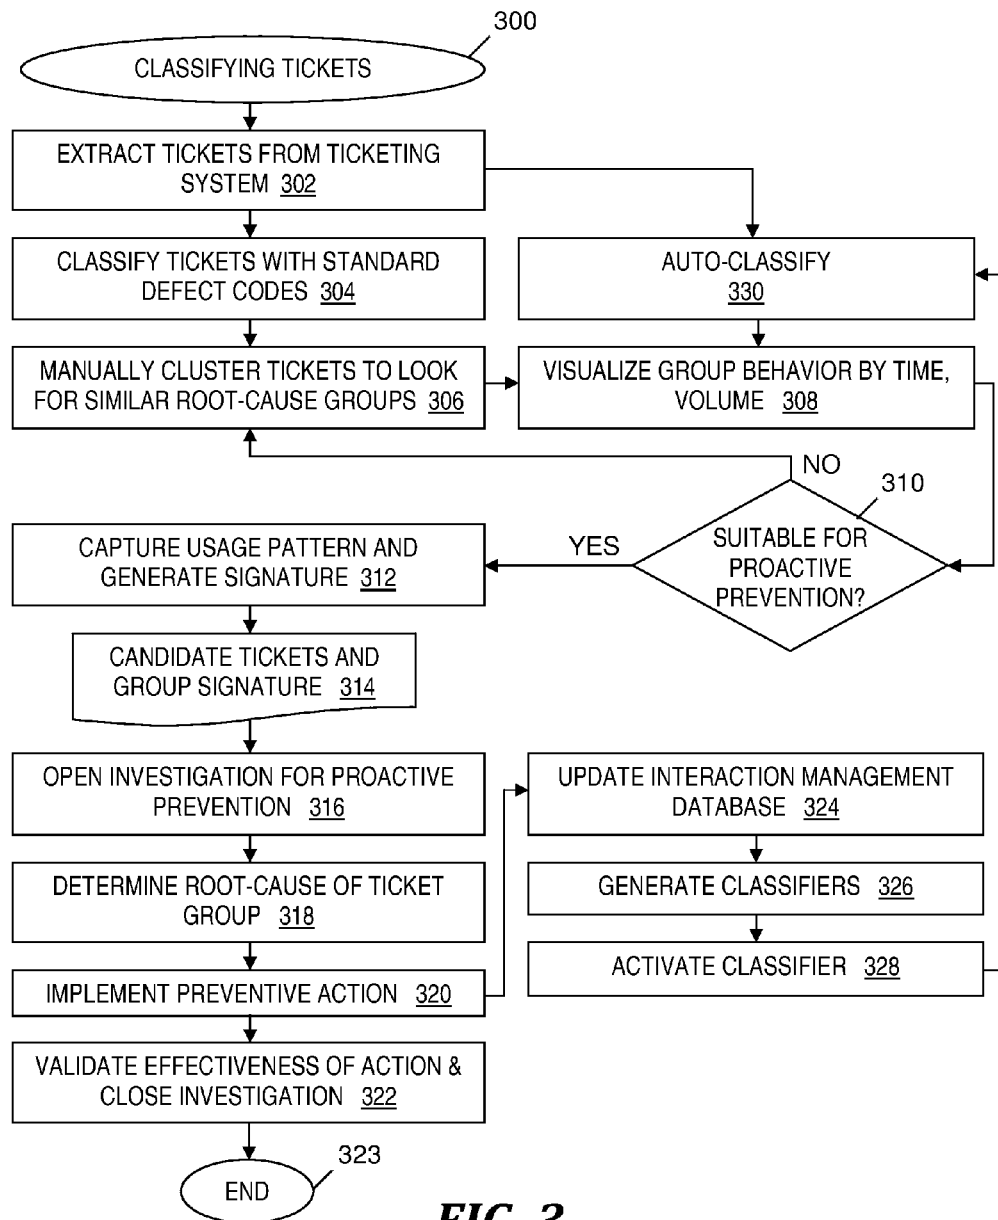 300
CLASSIFYING TICKETS
EXTRACT TICKETS FROM TICKETING
SYSTEM 302
CLASSIFY TICKETS WITH STANDARD
DEFECT CODES 304
AUTO-CLASSIFY
330
MANUALLY CLUSTER TICKETS TO LOOK
FOR SIMILAR ROOT-CAUSE GROUPS 306
VISUALIZE GROUP BEHAVIOR BY TIME,
VOLUME 308
NO
310
SUITABLE FOR
PROACTIVE
PREVENTION?
YES
CAPTURE USAGE PATTERN AND
GENERATE SIGNATURE 312
CANDIDATE TICKETS AND
GROUP SIGNATURE 314
OPEN INVESTIGATION FOR PROACTIVE
PREVENTION 316
DETERMINE ROOT-CAUSE OF TICKET
GROUP 318
IMPLEMENT PREVENTIVE ACTION 320
UPDATE INTERACTION MANAGEMENT
DATABASE 324
GENERATE CLASSIFIERS 326
ACTIVATE CLASSIFIER 328
VALIDATE EFFECTIVENESS OF ACTION &
CLOSE INVESTIGATION 322
323
END
FIG. 3